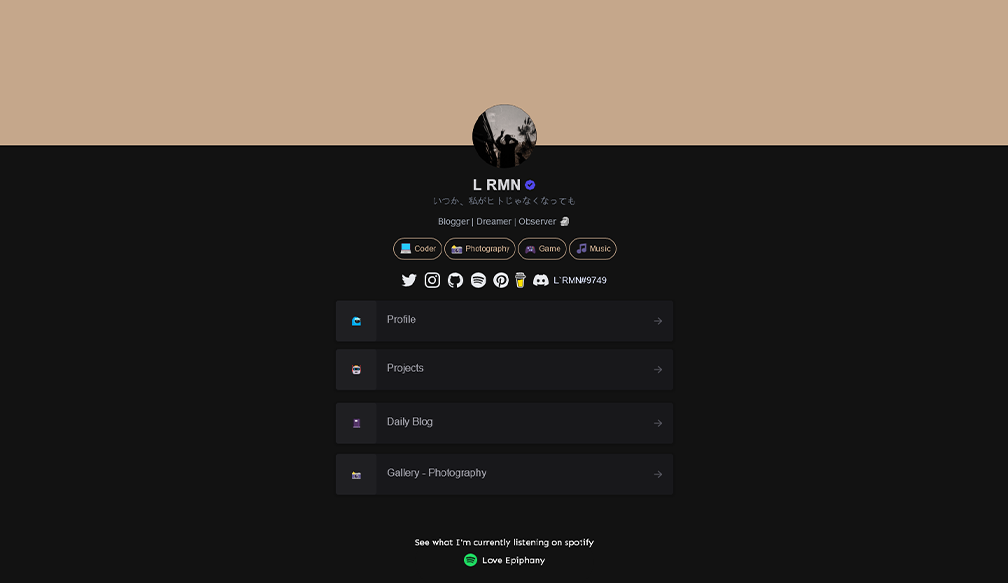 L RMN
いつか、私がヒトじゃなくなっても
Blogger | Dreamer | Observer
Coder
Photography
Game
Music
L`RMN#9749
Profile
Projects
Daily Blog
Gallery - Photography
See what I'm currently listening on spotify
Love Epiphany